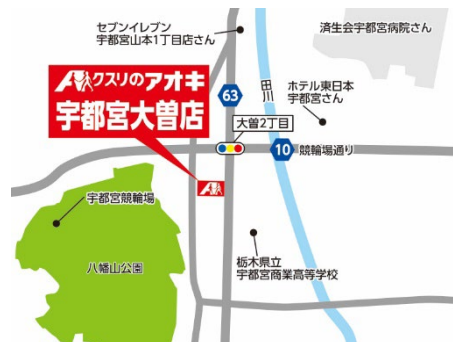 セブンイレブン
宇都宮山本1丁目店さん
済生会宇都宮病院さん
クスリのアオキ
宇都宮大曽店
63
田川
ホテル東日本
宇都宮さん
大曽2丁目
10
競輪場通り
宇都宮競輪場
八幡山公園
栃木県立
宇都宮商業高等学校